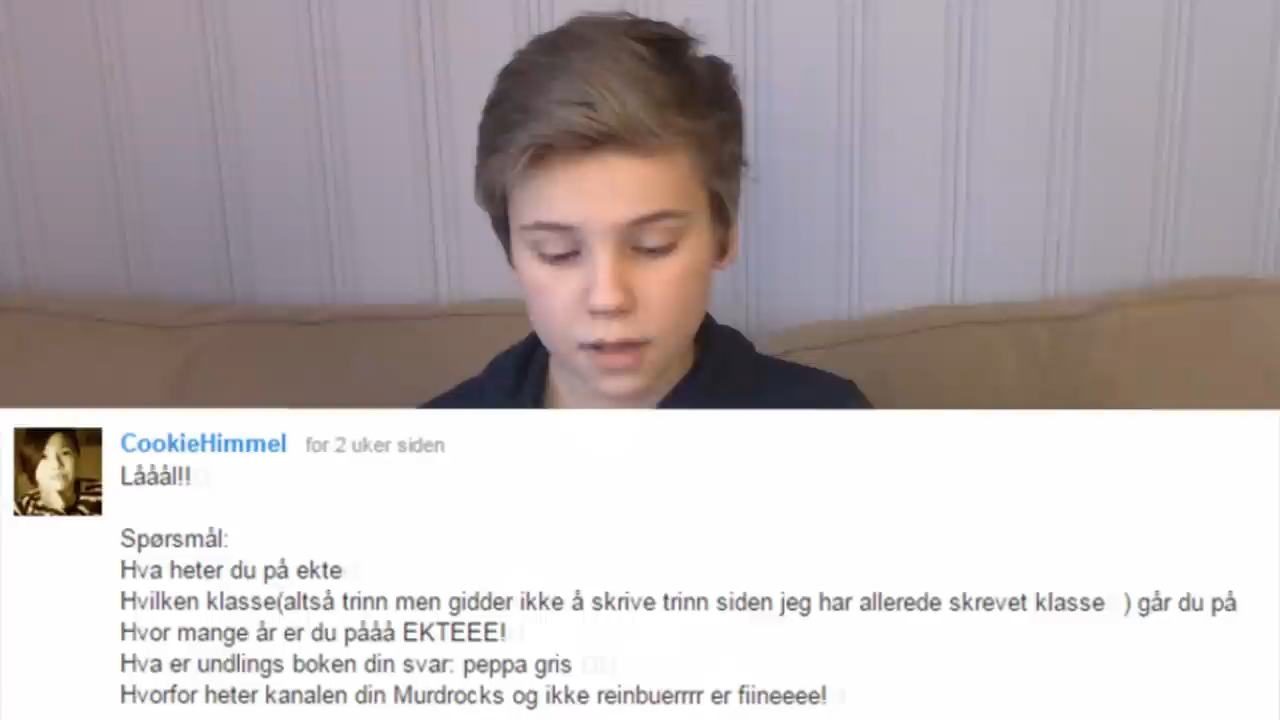 CookieHimmel for 2 uker siden
Lååål!!
Spørsmål:
Hva heter du på ekte
Hvilken klasse(altså trinn men gidder ikke å skrive trinn siden jeg har allerede skrevet klasse ) går du på
Hvor mange år er du pååå EKTEEE!
Hva er undlings boken din svar: peppa gris
Hvorfor heter kanalen din Murdrocks og ikke reinbuerrrr er fiineeee!